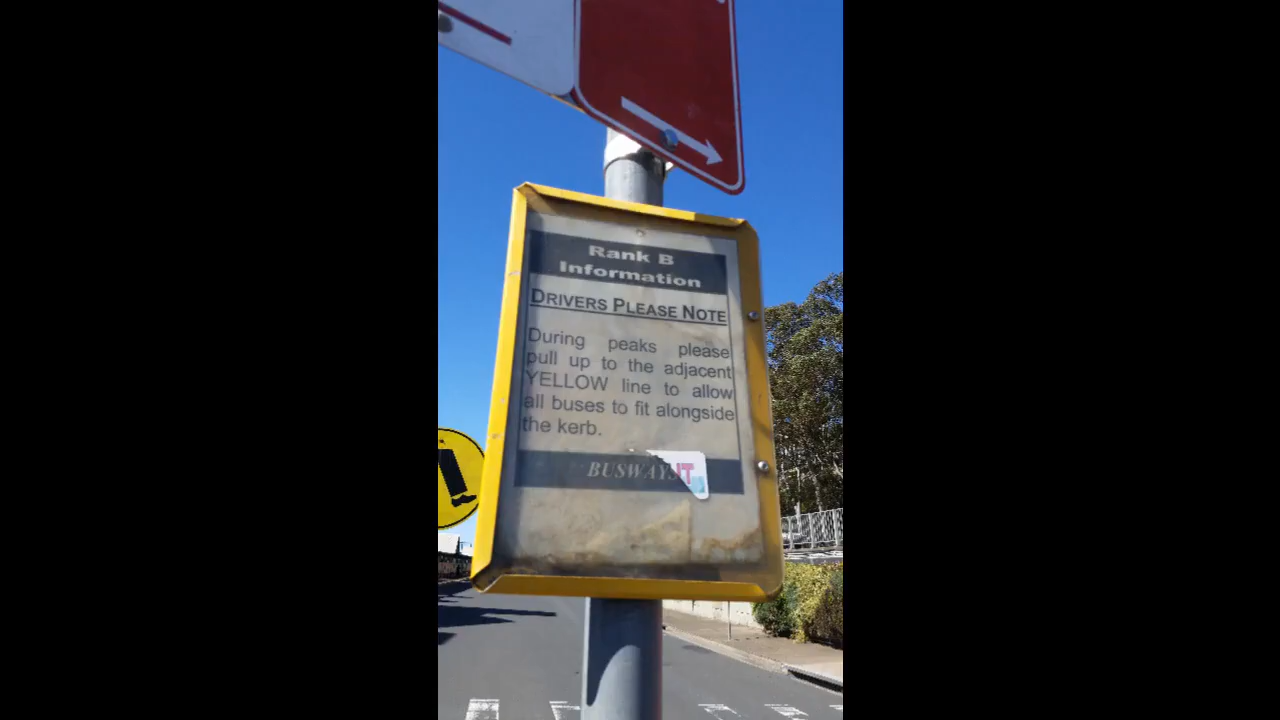 Rank B
Information
DRIVERS PLEASE NOTE
During peaks please
pull up to the adjacent
YELLOW line to allow
all buses to fit alongside
the kerb.
BUSWAYS